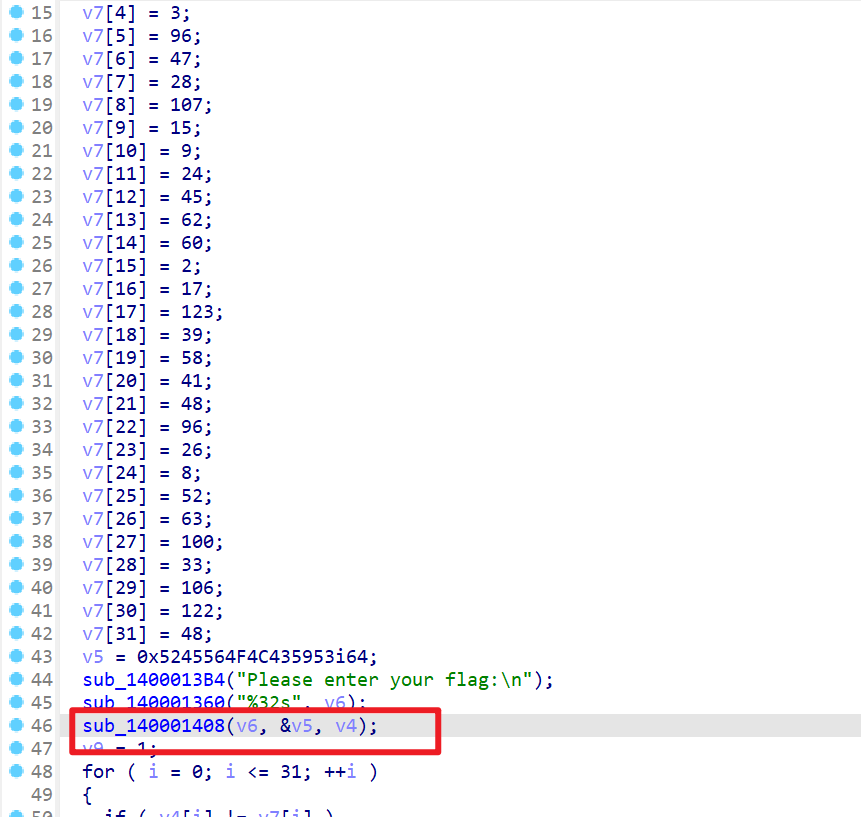 15 v7[4] = 3;
16 v7[5] = 96;
17 v7[6] = 47;
18 v7[7] = 28;
19 v7[8] = 107;
20 v7[9] = 15;
21 v7[10] = 9;
22 v7[11] = 24;
23 v7[12] = 45;
24 v7[13] = 62;
25 v7[14] = 60;
26 v7[15] = 2;
27 v7[16] = 17;
28 v7[17] = 123;
29 v7[18] = 39;
30 v7[19] = 58;
31 v7[20] = 41;
32 v7[21] = 48;
33 v7[22] = 96;
34 v7[23] = 26;
35 v7[24] = 8;
36 v7[25] = 52;
37 v7[26] = 63;
38 v7[27] = 100;
39 v7[28] = 33;
40 v7[29] = 106;
41 v7[30] = 122;
42 v7[31] = 48;
43 v5 = 0x5245564F4C435953i64;
44 sub_1400013B4("Please enter your flag:\n");
45 sub_140001360("%32s", v6);
46 sub_140001408(v6, &v5, v4);
47 v9 = 1;
48 for ( i = 0; i <= 31; ++i )
49 {
50 if ( v4[i] != v7[i] )